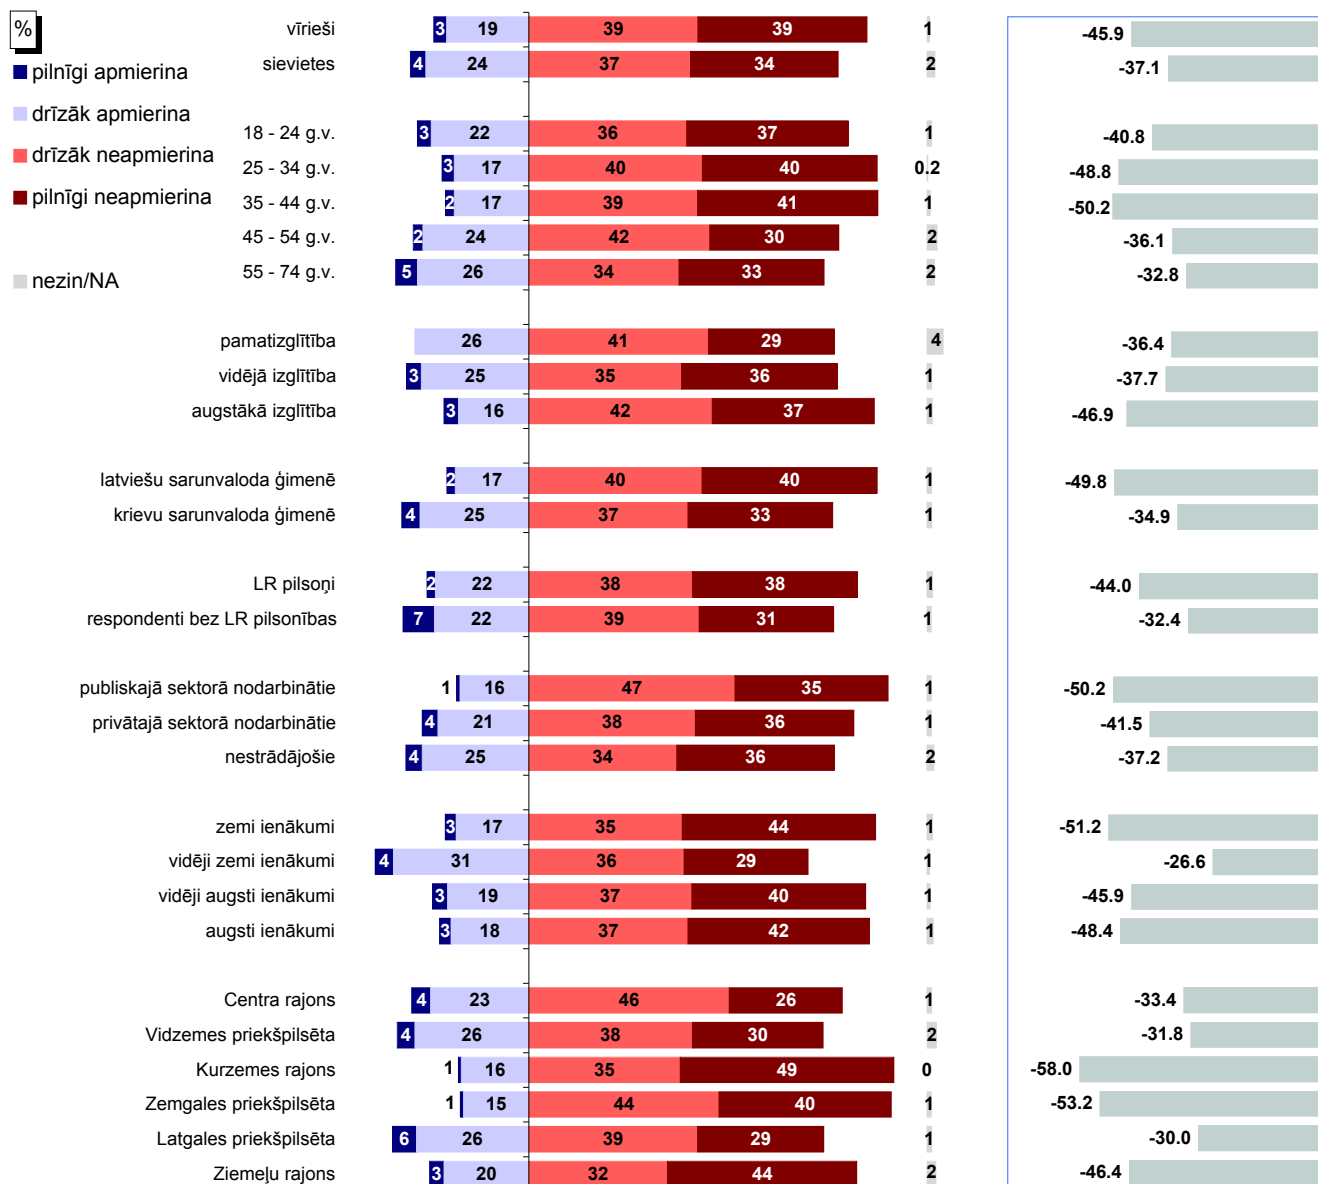 %
pilnīgi apmierina
drīzāk apmierina
drīzāk neapmierina
pilnīgi neapmierina
nezin/NA
vīrieši 3 19 39 39 1 -45.9
sievietes 4 24 37 34 2 -37.1
18 - 24 g.v. 3 22 36 37 1 -40.8
25 - 34 g.v. 3 17 40 40 0.2 -48.8
35 - 44 g.v. 2 17 39 41 1 -50.2
45 - 54 g.v. 2 24 42 30 2 -36.1
55 - 74 g.v. 5 26 34 33 2 -32.8
pamatizglītība 26 41 29 4 -36.4
vidējā izglītība 3 25 35 36 1 -37.7
augstākā izglītība 3 16 42 37 1 -46.9
latviešu sarunvaloda ģimenē 2 17 40 40 1 -49.8
krievu sarunvaloda ģimenē 4 25 37 33 1 -34.9
LR pilsoņi 2 22 38 38 1 -44.0
respondenti bez LR pilsonības 7 22 39 31 1 -32.4
publiskajā sektorā nodarbinātie 1 16 47 35 1 -50.2
privātajā sektorā nodarbinātie 4 21 38 36 1 -41.5
nestrādājošie 4 25 34 36 2 -37.2
zemi ienākumi 3 17 35 44 1 -51.2
vidēji zemi ienākumi 4 31 36 29 1 -26.6
vidēji augsti ienākumi 3 19 37 40 1 -45.9
augsti ienākumi 3 18 37 42 1 -48.4
Centra rajons 4 23 46 26 1 -33.4
Vidzemes priekšpilsēta 4 26 38 30 2 -31.8
Kurzemes rajons 1 16 35 49 0 -58.0
Zemgales priekšpilsēta 1 15 44 40 1 -53.2
Latgales priekšpilsēta 6 26 39 29 1 -30.0
Ziemeļu rajons 3 20 32 44 2 -46.4